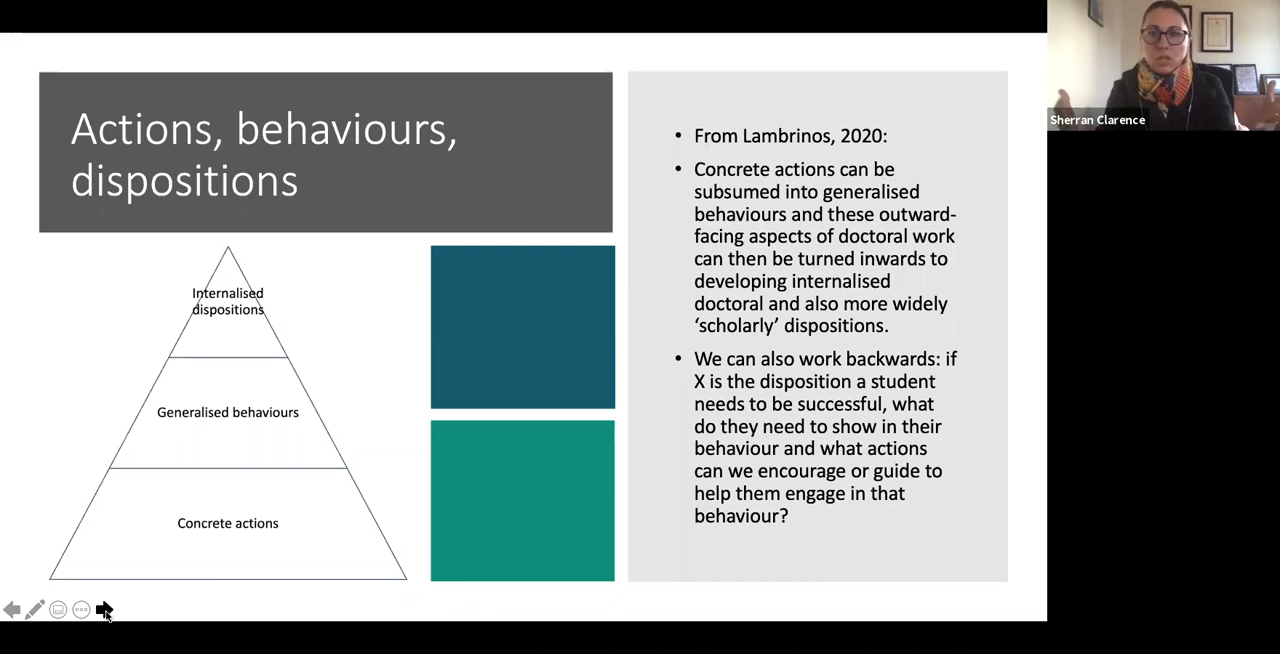 Actions, behaviours,
dispositions
Internalised
dispositions
Generalised behaviours
Concrete actions
• From Lambrinos, 2020:
• Concrete actions can be
subsumed into generalised
behaviours and these outward-
facing aspects of doctoral work
can then be turned inwards to
developing internalised
doctoral and also more widely
‘scholarly’ dispositions.
• We can also work backwards: if
X is the disposition a student
needs to be successful, what
do they need to show in their
behaviour and what actions
can we encourage or guide to
help them engage in that
behaviour?
Sherran Clarence